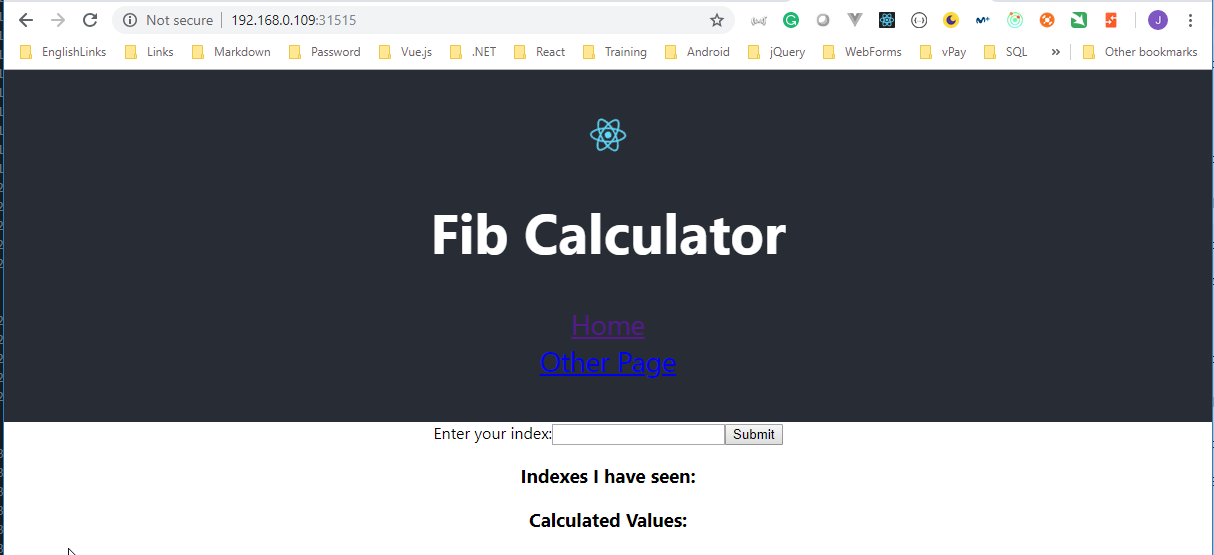 Not secure 192.168.0.109:31515 J
EnglishLinks Links Markdown Password Vue.js .NET React Training Android jQuery WebForms vPay SQL » Other bookmarks
Fib Calculator
Home
Other Page
Enter your index: Submit
Indexes I have seen:
Calculated Values: